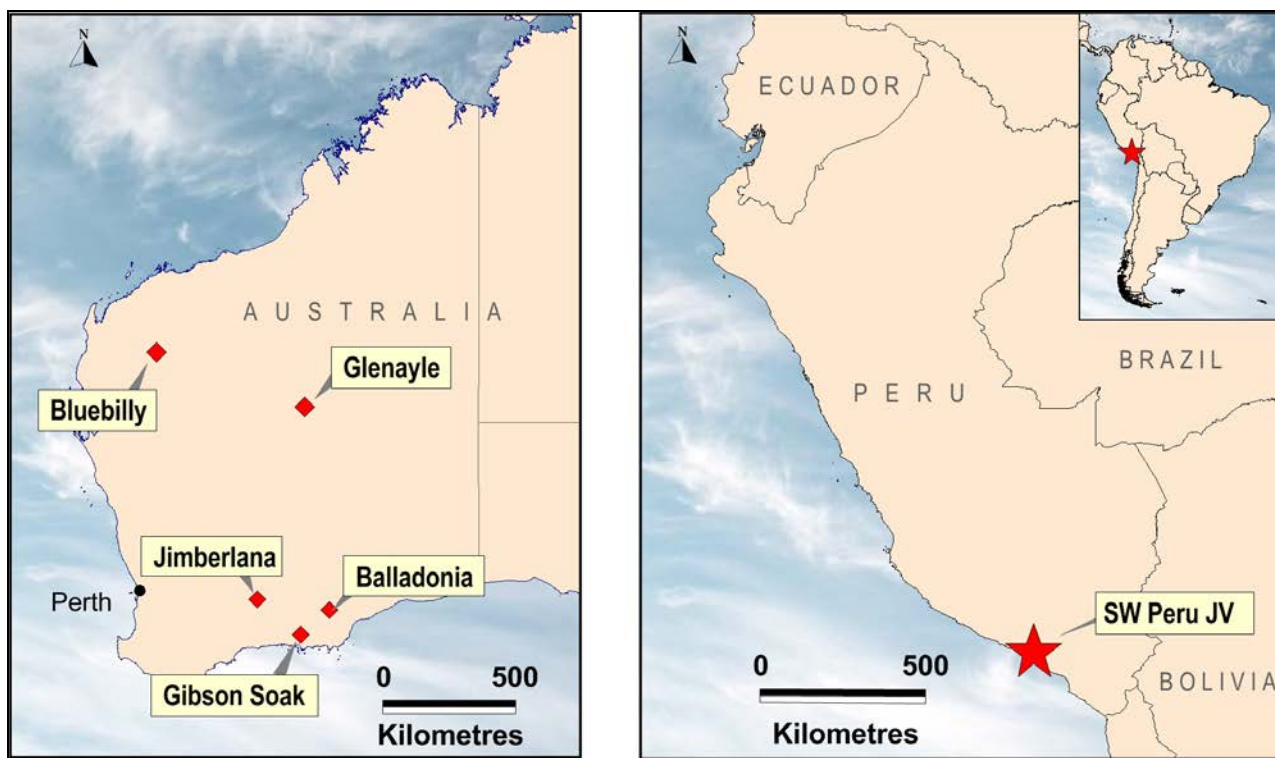 N
AUSTRALIA
Glenayle
Bluebilly
Jimberlana
Balladonia
Perth
Gibson Soak
0 500
Kilometres
N
ECUADOR
BRAZIL
PERU
SW Peru JV
0 500
BOLIVIA
Kilometres